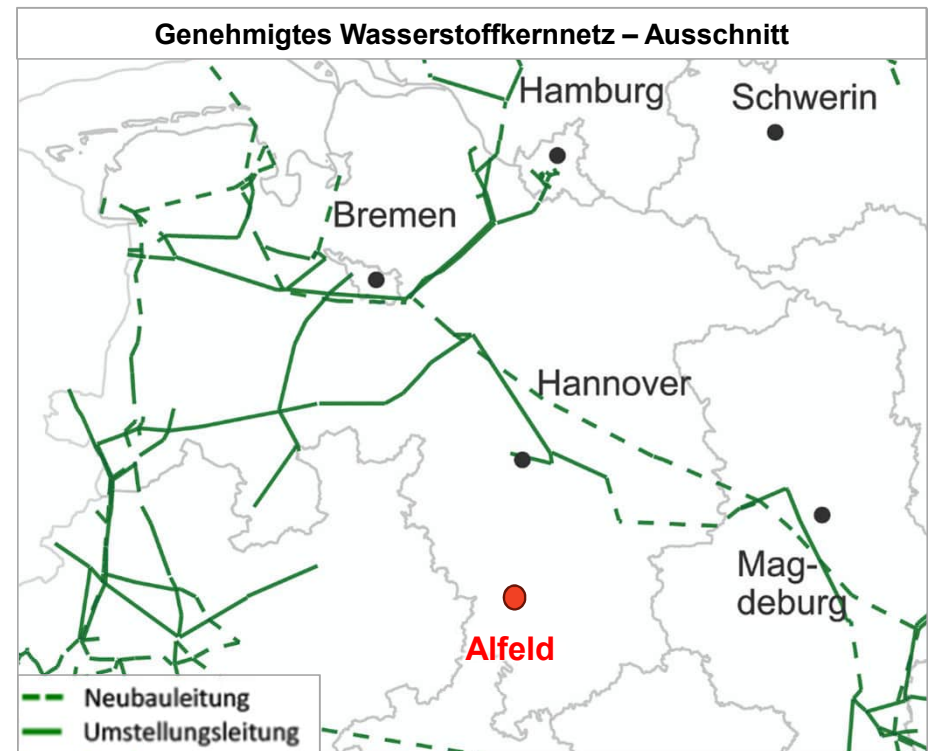 Genehmigtes Wasserstoffkernnetz – Ausschnitt
Hamburg
Schwerin
Bremen
Hannover
Mag-
deburg
Alfeld
Neubauleitung
Umstellungsleitung